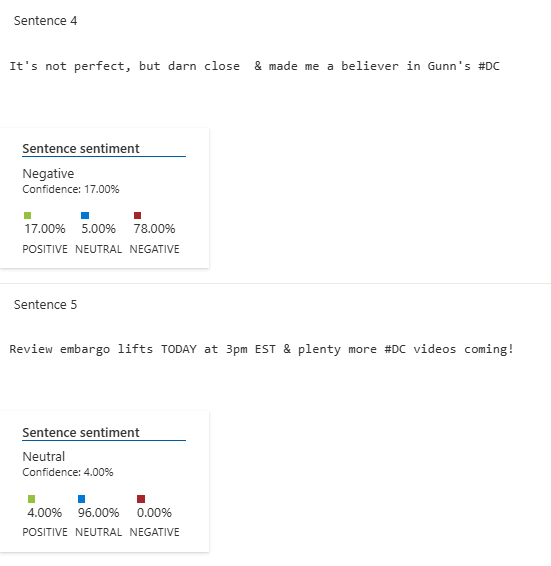 Sentence 4
It's not perfect, but darn close  & made me a believer in Gunn's #DC
Sentence sentiment
Negative
Confidence: 17.00%
17.00% 5.00% 78.00%
POSITIVE NEUTRAL NEGATIVE
Sentence 5
Review embargo lifts TODAY at 3pm EST & plenty more #DC videos coming!
Sentence sentiment
Neutral
Confidence: 4.00%
4.00% 96.00% 0.00%
POSITIVE NEUTRAL NEGATIVE